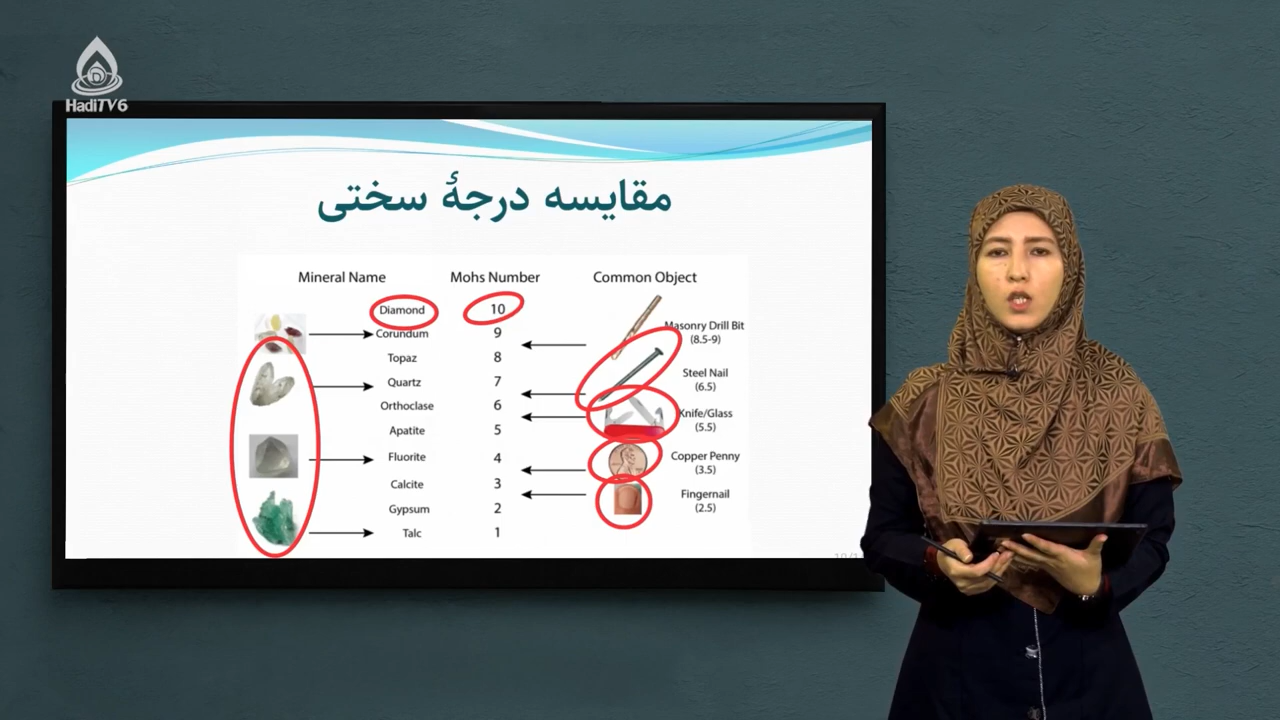 HadiTV6
مقایسه درجهٔ سختی
Mineral Name Mohs Number Common Object
Diamond 10
Corundum 9
Topaz 8
Quartz 7
Orthoclase 6
Apatite 5
Fluorite 4
Calcite 3
Gypsum 2
Talc 1
Masonry Drill Bit
(8.5-9)
Steel Nail
(6.5)
Knife/Glass
(5.5)
Copper Penny
(3.5)
Fingernail
(2.5)